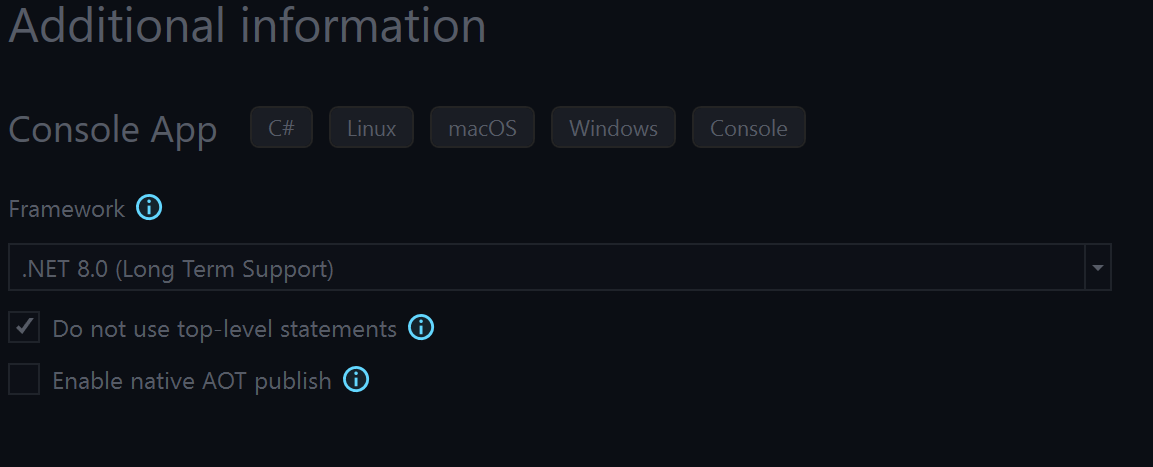 Additional information
Console App C# Linux macOS Windows Console
Framework
.NET 8.0 (Long Term Support)
Do not use top-level statements
Enable native AOT publish